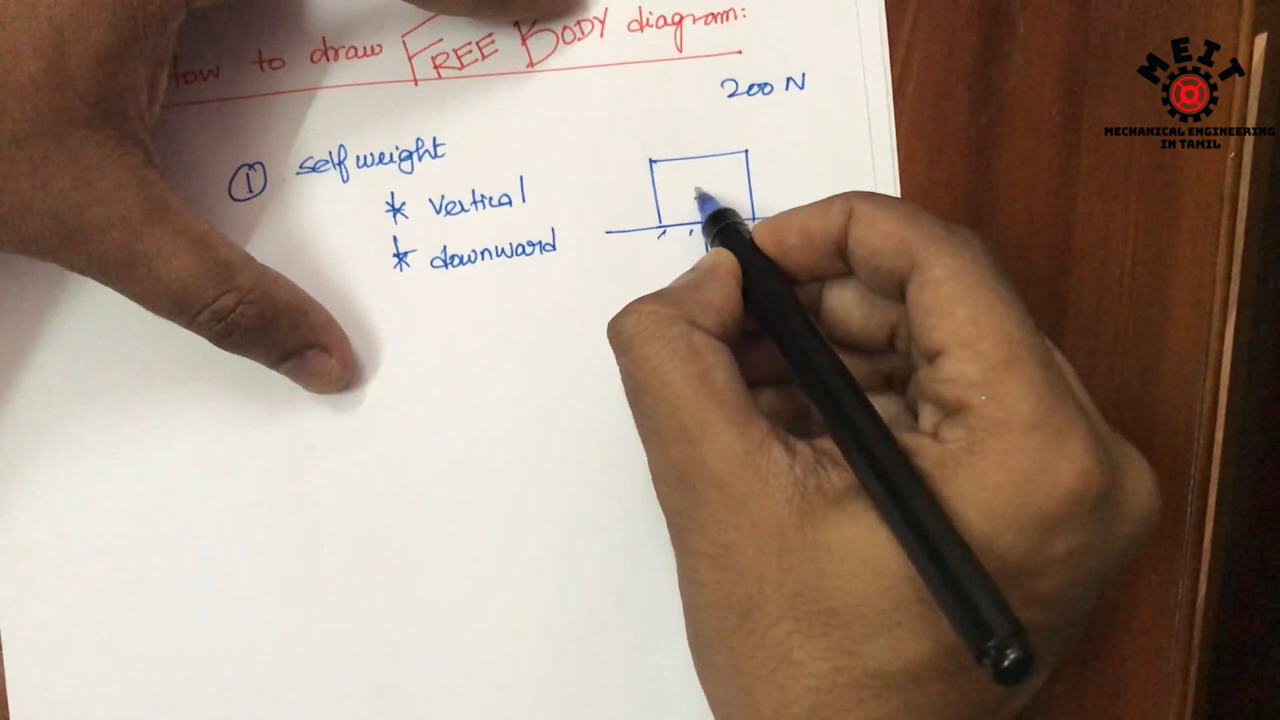 How to draw FREE BODY diagram:
200 N
① self weight
* Vertical
* downward
MEIT
MECHANICAL ENGINEERING
IN TAMIL